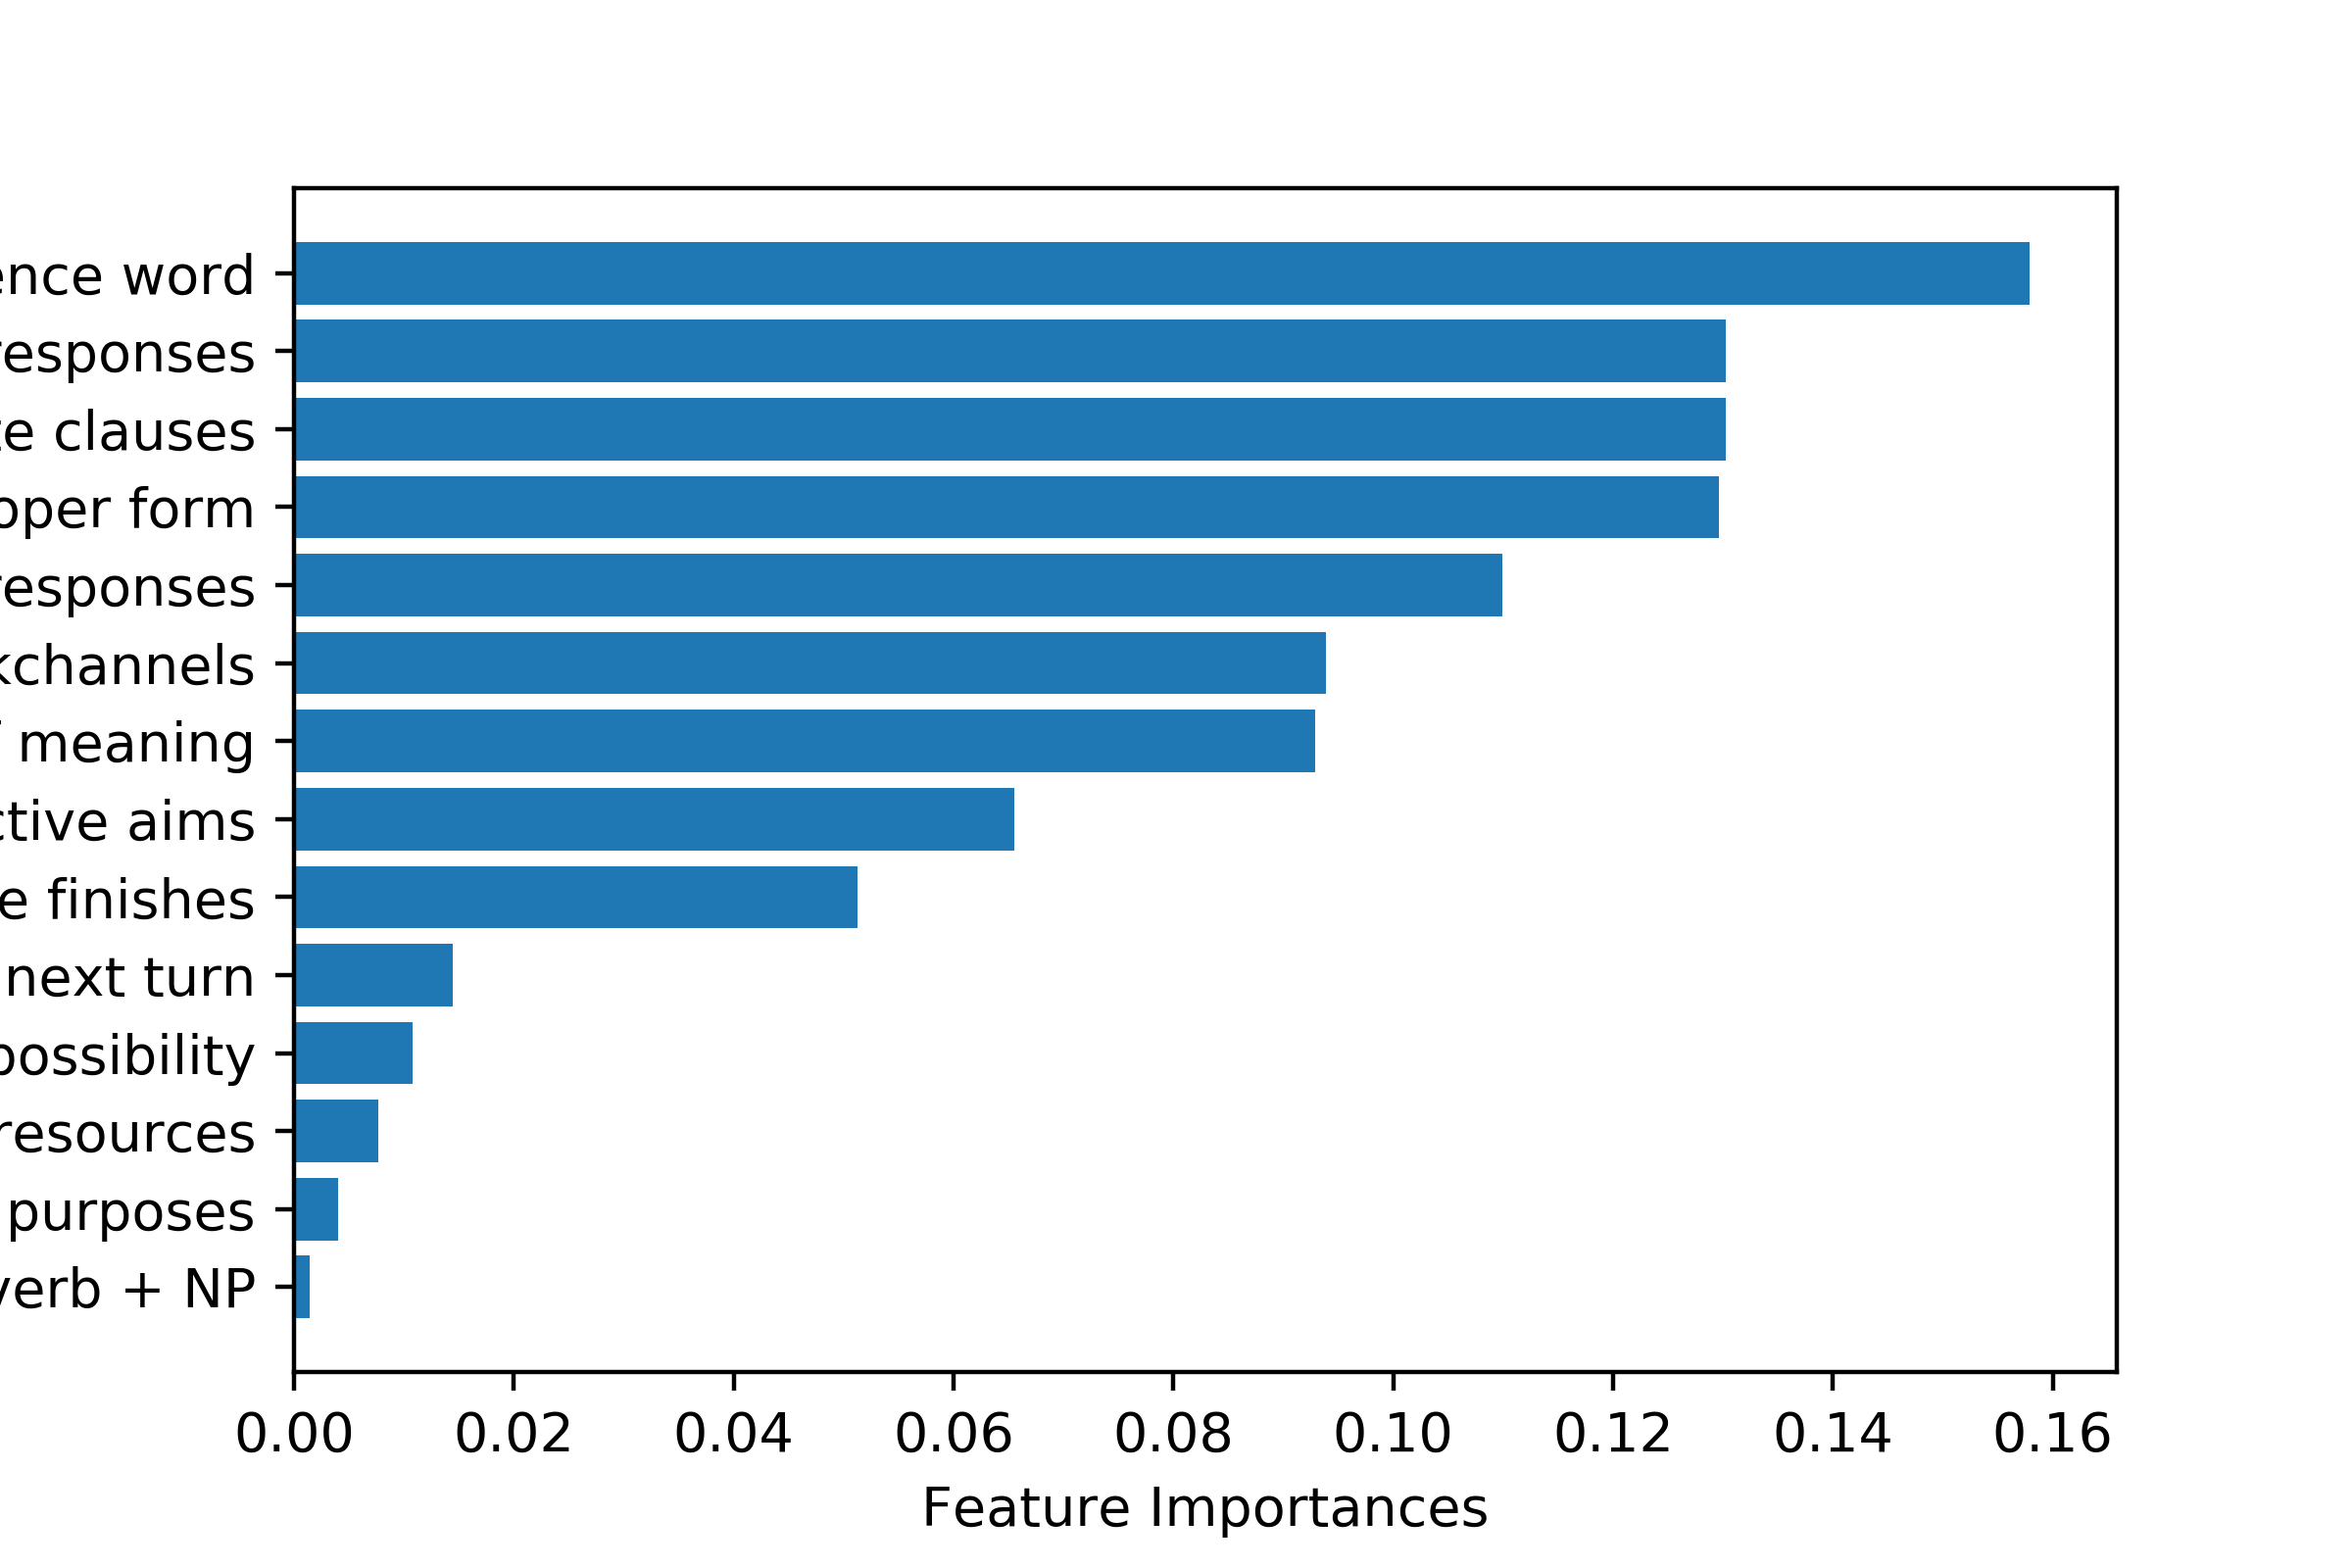 ence word
responses
te clauses
oper form
responses
kchannels
meaning
ctive aims
e finishes
next turn
possibility
resources
purposes
verb + NP
0.00 0.02 0.04 0.06 0.08 0.10 0.12 0.14 0.16
Feature Importances